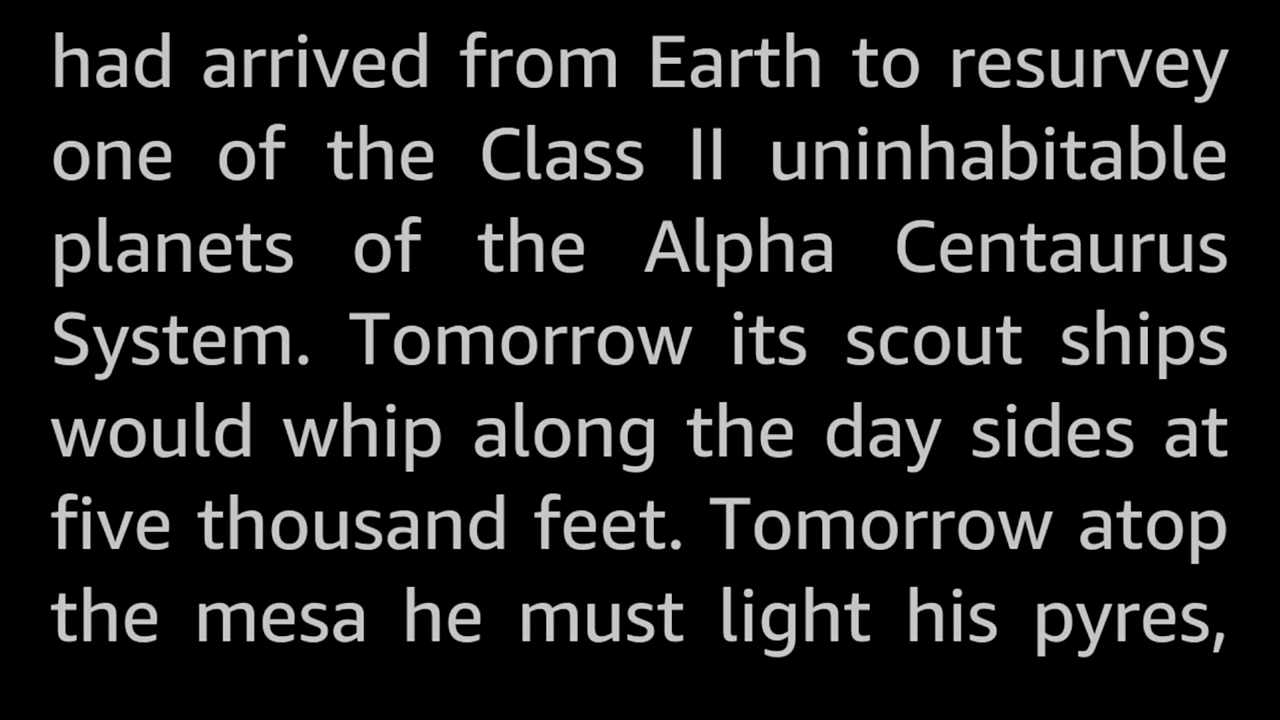 had arrived from Earth to resurvey
one of the Class II uninhabitable
planets of the Alpha Centaurus
System. Tomorrow its scout ships
would whip along the day sides at
five thousand feet. Tomorrow atop
the mesa he must light his pyres,